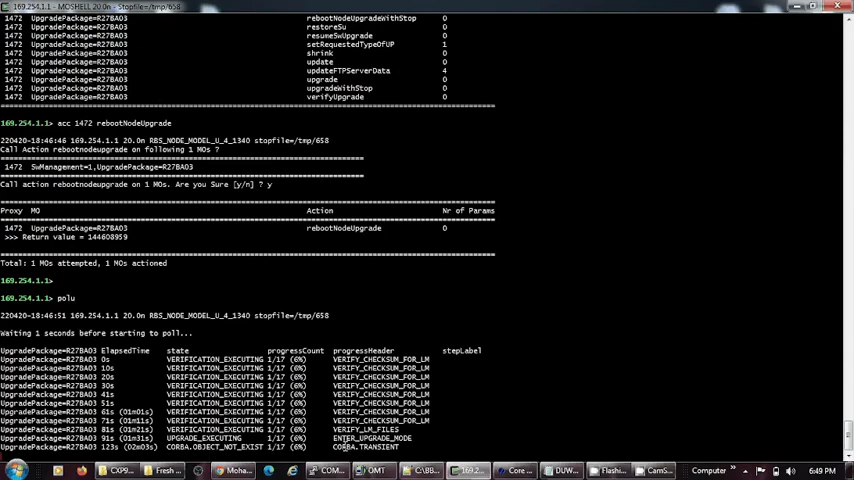 169.254.1.1 - MOSHELL 20.0n - Stopfile=/tmp/658
1472 UpgradePackage=R27BA03 rebootNodeUpgradeWithStop 0
1472 UpgradePackage=R27BA03 restoreSu 0
1472 UpgradePackage=R27BA03 resumeSwUpgrade 0
1472 UpgradePackage=R27BA03 setRequestedTypeOfUP 1
1472 UpgradePackage=R27BA03 shrink 0
1472 UpgradePackage=R27BA03 update 0
1472 UpgradePackage=R27BA03 updateFTPServerData 4
1472 UpgradePackage=R27BA03 upgrade 0
1472 UpgradePackage=R27BA03 upgradeWithStop 0
1472 UpgradePackage=R27BA03 verifyUpgrade 0
169.254.1.1> acc 1472 rebootNodeUpgrade
220420-18:46:46 169.254.1.1 20.0n RBS_NODE_MODEL_U_4_1340 stopfile=/tmp/658
Call Action rebootNodeUpgrade on following 1 MOs ?
1472 SwManagement=1,UpgradePackage=R27BA03
Call action rebootnodeupgrade on 1 MOs. Are you Sure [y/n] ? y
Proxy MO Action Nr of Params
1472 UpgradePackage=R27BA03 rebootNodeUpgrade 0
>>> Return value = 144608959
Total: 1 MOs attempted, 1 MOs actioned
169.254.1.1>
169.254.1.1> polu
220420-18:46:51 169.254.1.1 20.0n RBS_NODE_MODEL_U_4_1340 stopfile=/tmp/658
Waiting 1 seconds before starting to poll...
UpgradePackage=R27BA03 ElapsedTime state progressCount progressHeader stepLabel
UpgradePackage=R27BA03 0s VERIFICATION_EXECUTING 1/17 (6%) VERIFY_CHECKSUM_FOR_LM
UpgradePackage=R27BA03 10s VERIFICATION_EXECUTING 1/17 (6%) VERIFY_CHECKSUM_FOR_LM
UpgradePackage=R27BA03 20s VERIFICATION_EXECUTING 1/17 (6%) VERIFY_CHECKSUM_FOR_LM
UpgradePackage=R27BA03 30s VERIFICATION_EXECUTING 1/17 (6%) VERIFY_CHECKSUM_FOR_LM
UpgradePackage=R27BA03 41s VERIFICATION_EXECUTING 1/17 (6%) VERIFY_CHECKSUM_FOR_LM
UpgradePackage=R27BA03 51s VERIFICATION_EXECUTING 1/17 (6%) VERIFY_CHECKSUM_FOR_LM
UpgradePackage=R27BA03 61s (01m01s) VERIFICATION_EXECUTING 1/17 (6%) VERIFY_CHECKSUM_FOR_LM
UpgradePackage=R27BA03 71s (01m11s) VERIFICATION_EXECUTING 1/17 (6%) VERIFY_CHECKSUM_FOR_LM
UpgradePackage=R27BA03 81s (01m21s) VERIFICATION_EXECUTING 1/17 (6%) VERIFY_LM_FILES
UpgradePackage=R27BA03 91s (01m31s) UPGRADE_EXECUTING 1/17 (6%) ENTER_UPGRADE_MODE
UpgradePackage=R27BA03 123s (02m03s) CORBA.OBJECT_NOT_EXIST 1/17 (6%) CORBA.TRANSIENT
CXP9... Fresh ... Moha... COM... OMT C:\BB... 169.2... Core ... DUW... Flashi... CamS... Computer 6:49 PM